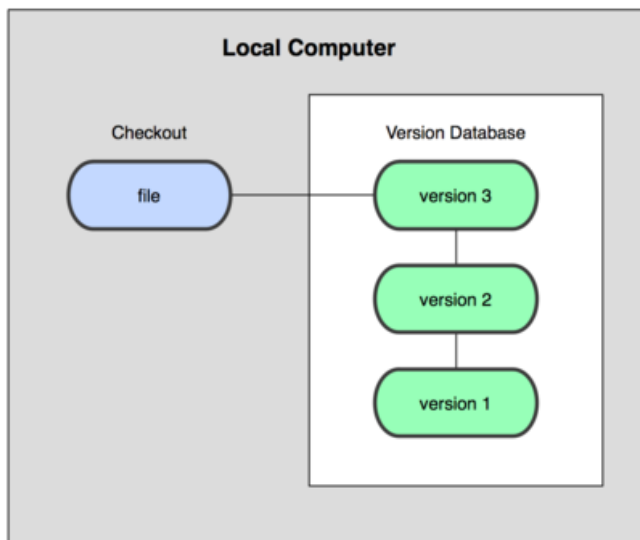 Local Computer
Checkout
Version Database
file
version 3
version 2
version 1